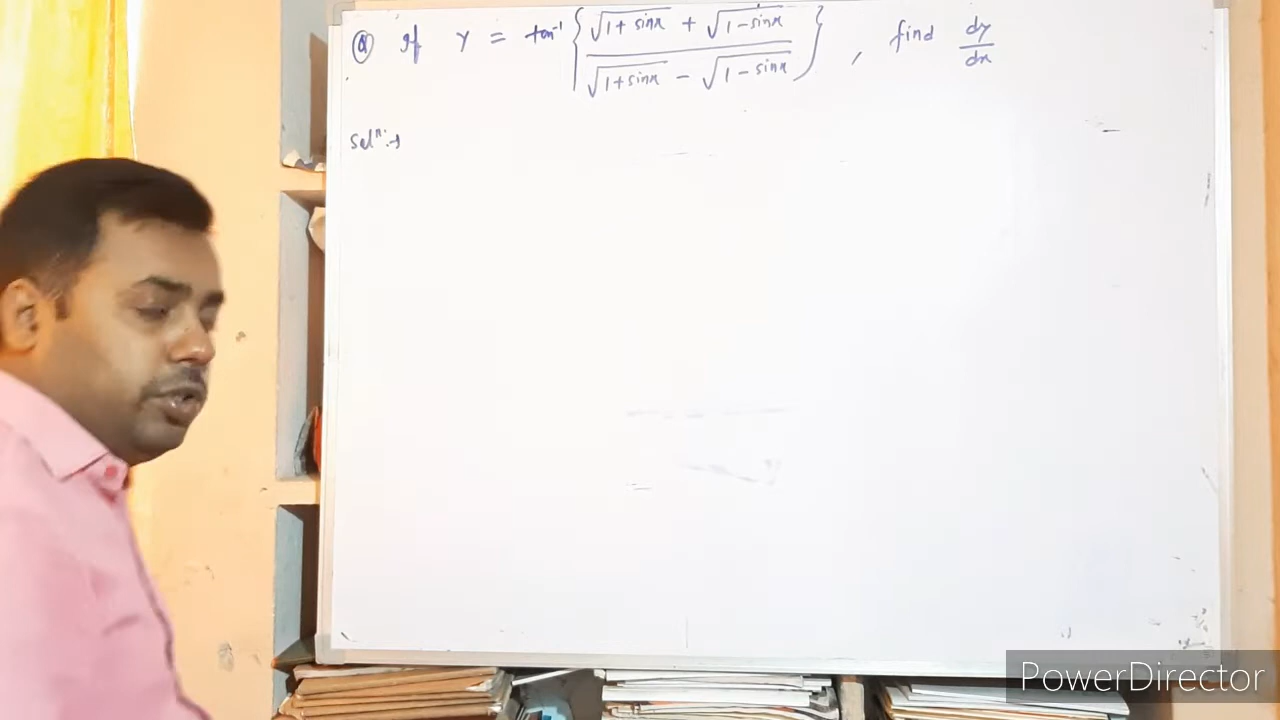 Q If y = tan⁻¹ { (√(1+sinx) + √(1-sinx)) / (√(1+sinx) - √(1-sinx)) }, find dy/dx
Solⁿ:→
PowerDirector